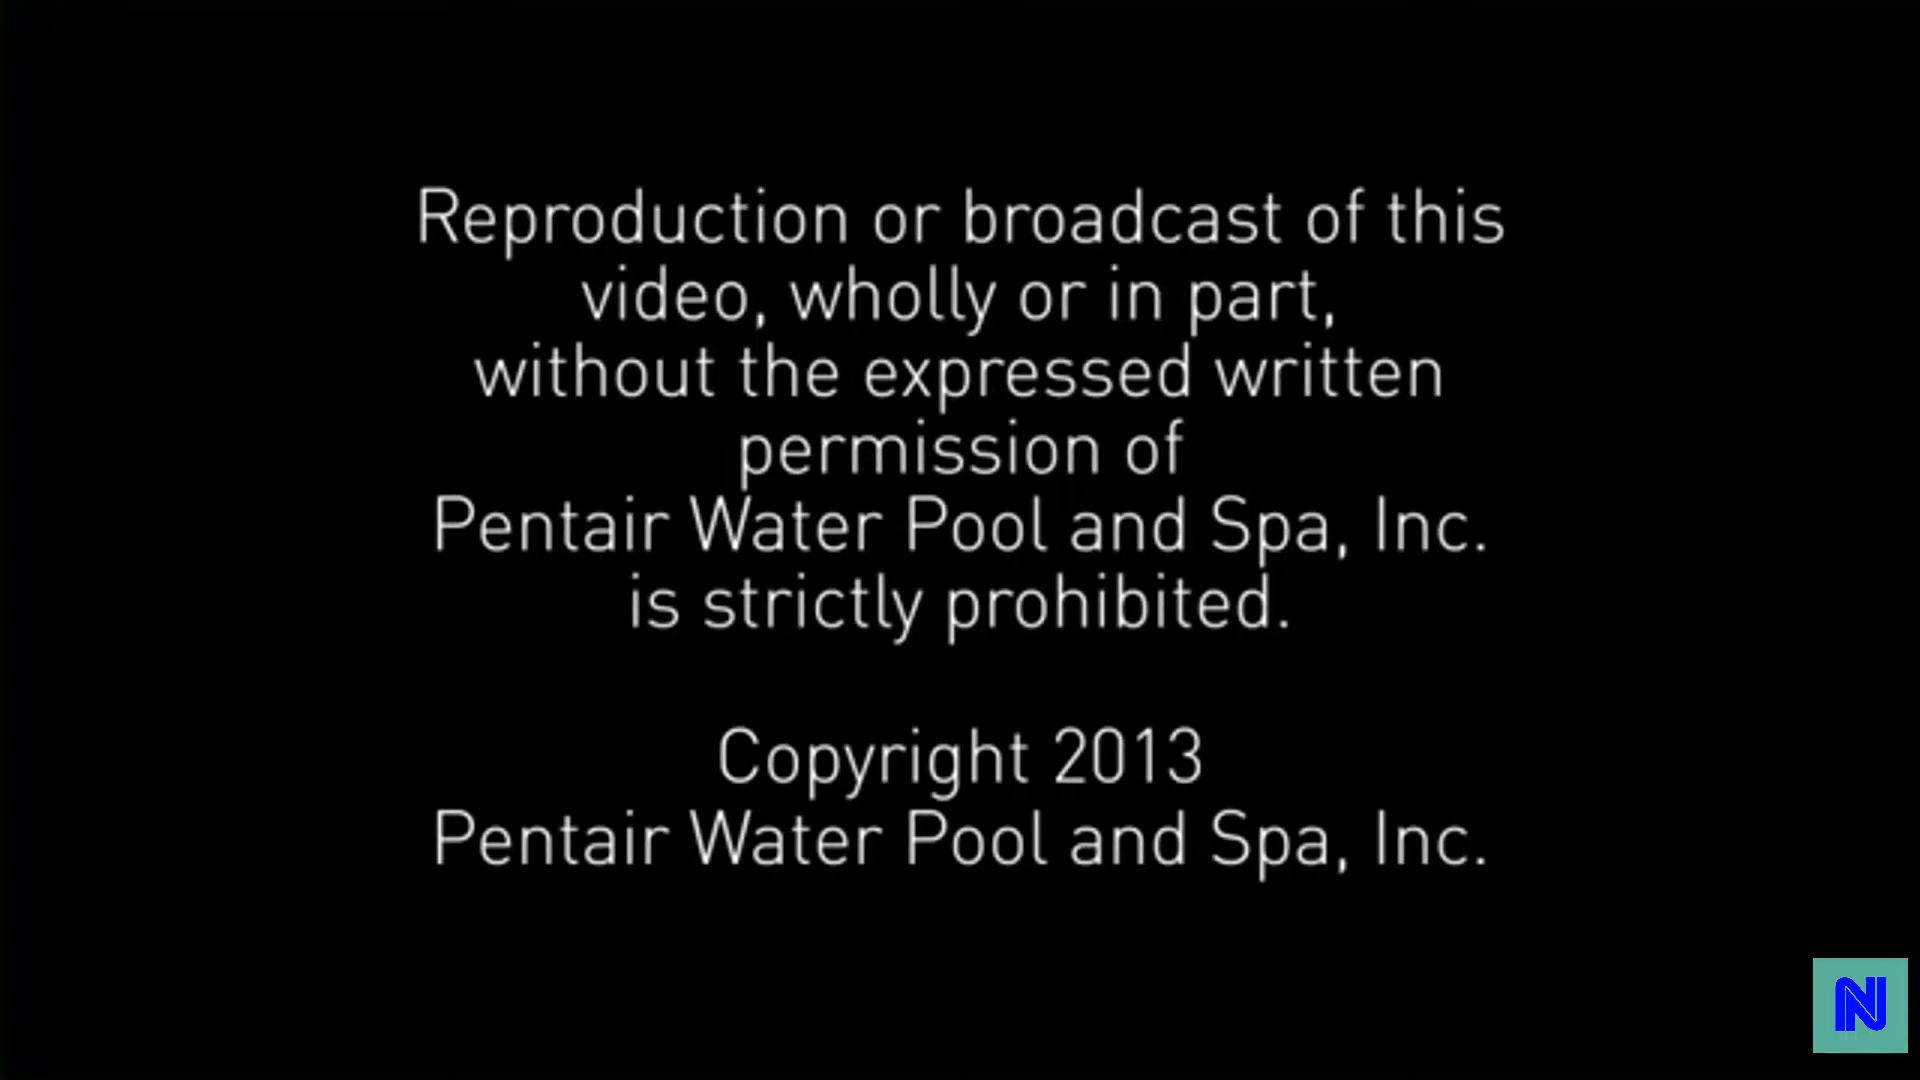 Reproduction or broadcast of this
video, wholly or in part,
without the expressed written
permission of
Pentair Water Pool and Spa, Inc.
is strictly prohibited.
Copyright 2013
Pentair Water Pool and Spa, Inc.
N